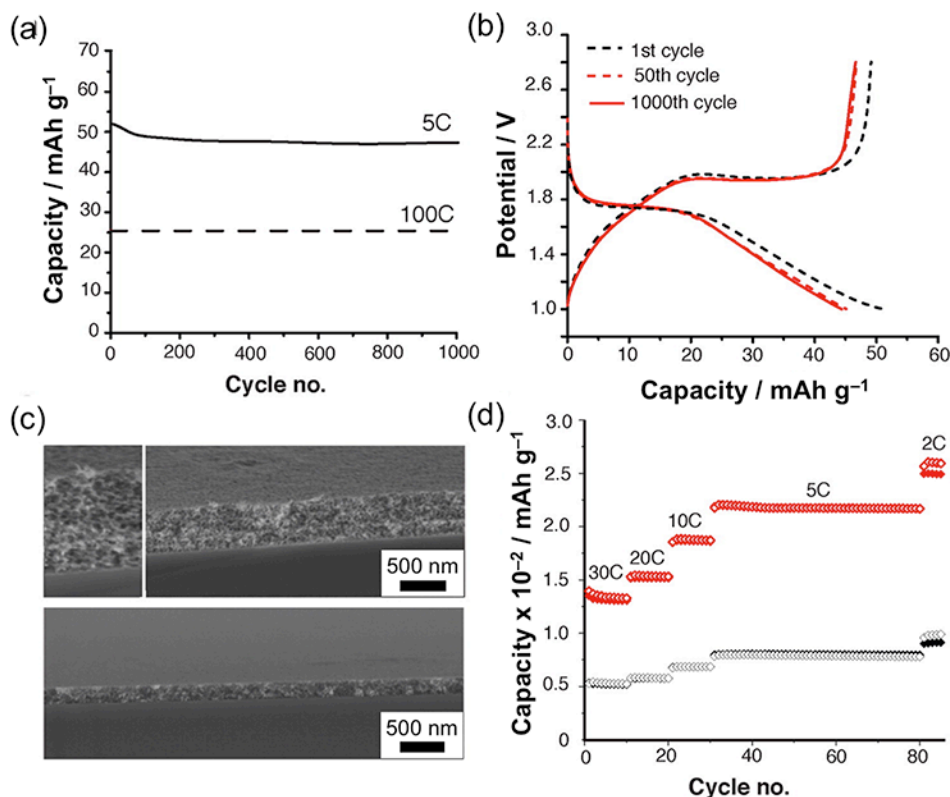 (a)
70
60
50
40
30
20
10
0
Capacity / mAh g⁻¹
5C
100C
0 200 400 600 800 1000
Cycle no.
(b)
3.0
2.6
2.2
1.8
1.4
1.0
Potential / V
1st cycle
50th cycle
1000th cycle
0 10 20 30 40 50 60
Capacity / mAh g⁻¹
(c)
500 nm
500 nm
(d)
3.0
2.5
2.0
1.5
1.0
0.5
0
Capacity x 10⁻² / mAh g⁻¹
30C
20C
10C
5C
2C
0 20 40 60 80
Cycle no.